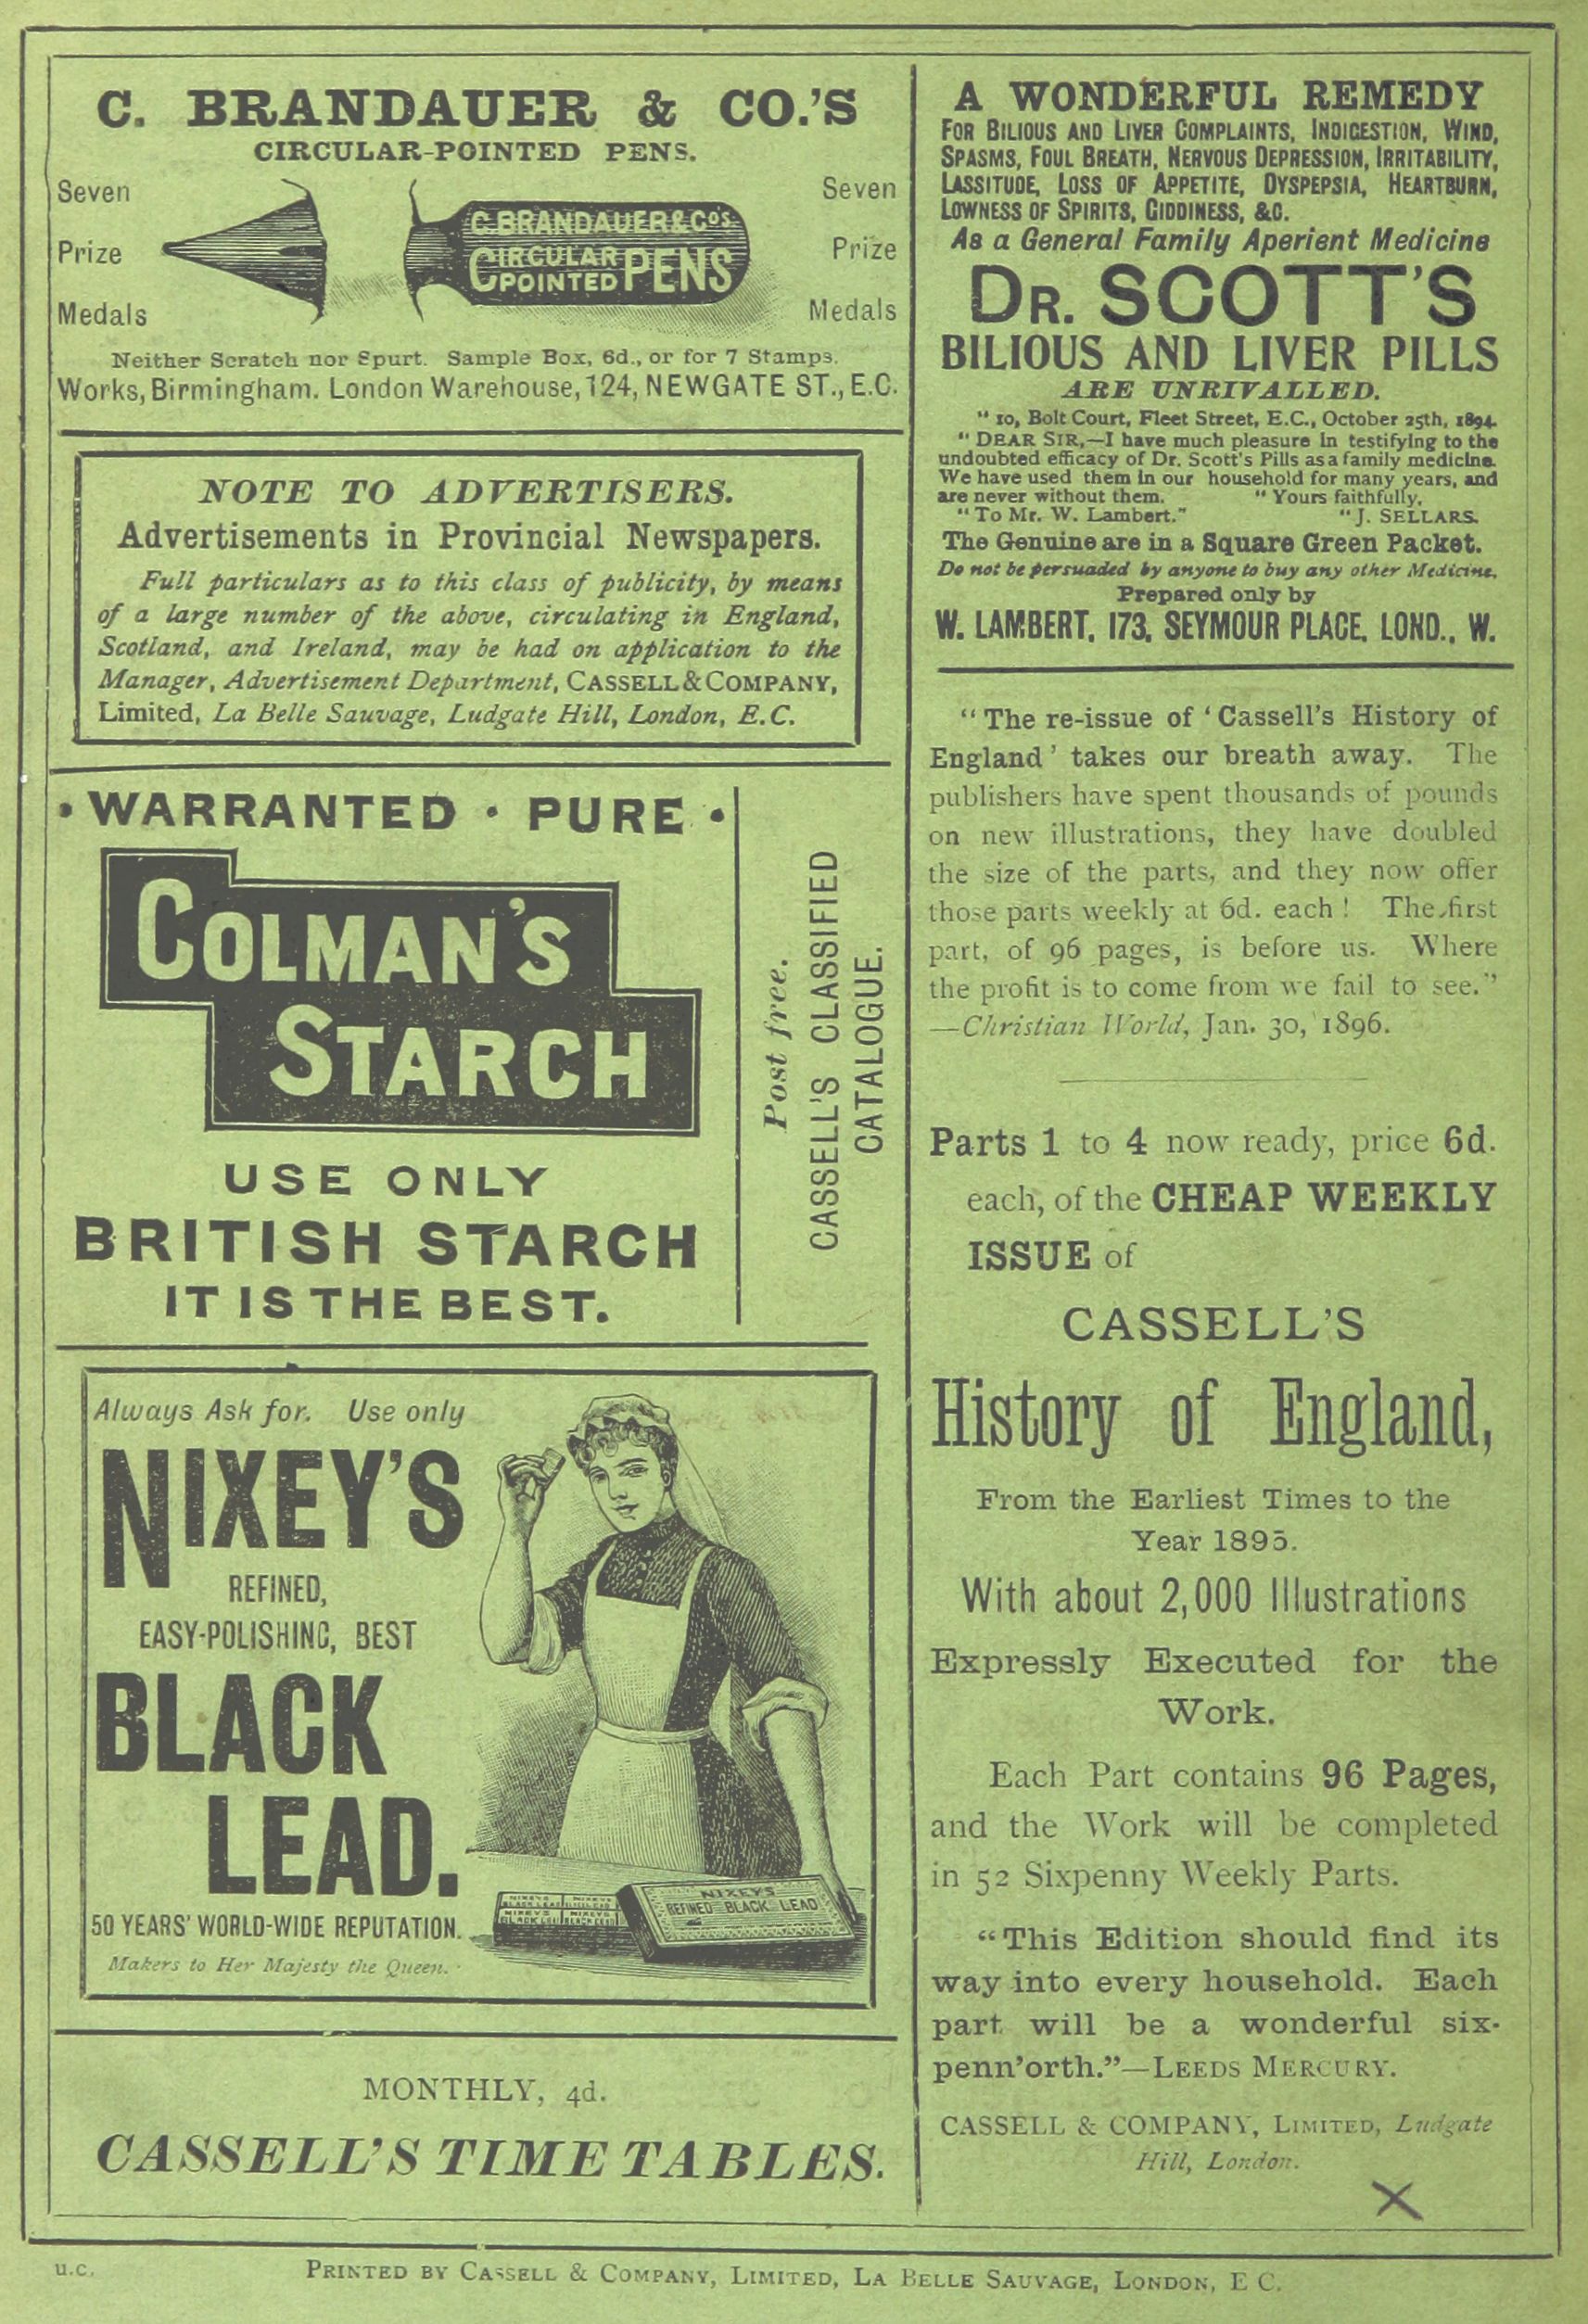 C. BRANDAUER & CO.'S
CIRCULAR-POINTED PENS.
Seven
Prize
Medals
C. BRANDAUER & Co's
CIRCULAR
POINTED PENS
Seven
Prize
Medals
Neither Scratch nor Spurt. Sample Box, 6d., or for 7 Stamps.
Works, Birmingham. London Warehouse, 124, NEWGATE ST., E.C.
NOTE TO ADVERTISERS.
Advertisements in Provincial Newspapers.
Full particulars as to this class of publicity, by means
of a large number of the above, circulating in England,
Scotland, and Ireland, may be had on application to the
Manager, Advertisement Department, CASSELL & COMPANY,
Limited, La Belle Sauvage, Ludgate Hill, London, E.C.
• WARRANTED • PURE •
COLMAN'S
STARCH
USE ONLY
BRITISH STARCH
IT IS THE BEST.
Post free.
CASSELL'S CLASSIFIED
CATALOGUE.
Always Ask for. Use only
NIXEY'S
REFINED,
EASY-POLISHING, BEST
BLACK
LEAD.
50 YEARS' WORLD-WIDE REPUTATION.
Makers to Her Majesty the Queen.
NIXEYS
REFINED BLACK LEAD
NIXEYS NIXEYS
BLACK LEAD
NIXEYS NIXEYS
BLACK LEAD BLACK LEAD
MONTHLY, 4d.
CASSELL'S TIME TABLES.
A WONDERFUL REMEDY
FOR BILIOUS AND LIVER COMPLAINTS, INDIGESTION, WIND,
SPASMS, FOUL BREATH, NERVOUS DEPRESSION, IRRITABILITY,
LASSITUDE, LOSS OF APPETITE, DYSPEPSIA, HEARTBURN,
LOWNESS OF SPIRITS, GIDDINESS, &C.
As a General Family Aperient Medicine
DR. SCOTT'S
BILIOUS AND LIVER PILLS
ARE UNRIVALLED.
"10, Bolt Court, Fleet Street, E.C., October 25th, 1894.
"DEAR SIR,—I have much pleasure in testifying to the
undoubted efficacy of Dr. Scott's Pills as a family medicine.
We have used them in our household for many years, and
are never without them. "Yours faithfully,
"To Mr. W. Lambert." "J. SELLARS.
The Genuine are in a Square Green Packet.
Do not be persuaded by anyone to buy any other Medicine.
Prepared only by
W. LAMBERT, 173, SEYMOUR PLACE, LOND., W.
"The re-issue of 'Cassell's History of
England' takes our breath away. The
publishers have spent thousands of pounds
on new illustrations, they have doubled
the size of the parts, and they now offer
those parts weekly at 6d. each! The first
part, of 96 pages, is before us. Where
the profit is to come from we fail to see."
—Christian World, Jan. 30, 1896.
Parts 1 to 4 now ready, price 6d.
each, of the CHEAP WEEKLY
ISSUE of
CASSELL'S
History of England,
From the Earliest Times to the
Year 1895.
With about 2,000 Illustrations
Expressly Executed for the
Work.
Each Part contains 96 Pages,
and the Work will be completed
in 52 Sixpenny Weekly Parts.
"This Edition should find its
way into every household. Each
part will be a wonderful six-
penn'orth."—LEEDS MERCURY.
CASSELL & COMPANY, LIMITED, Ludgate
Hill, London.
X
U.C.
PRINTED BY CASSELL & COMPANY, LIMITED, LA BELLE SAUVAGE, LONDON, E C.